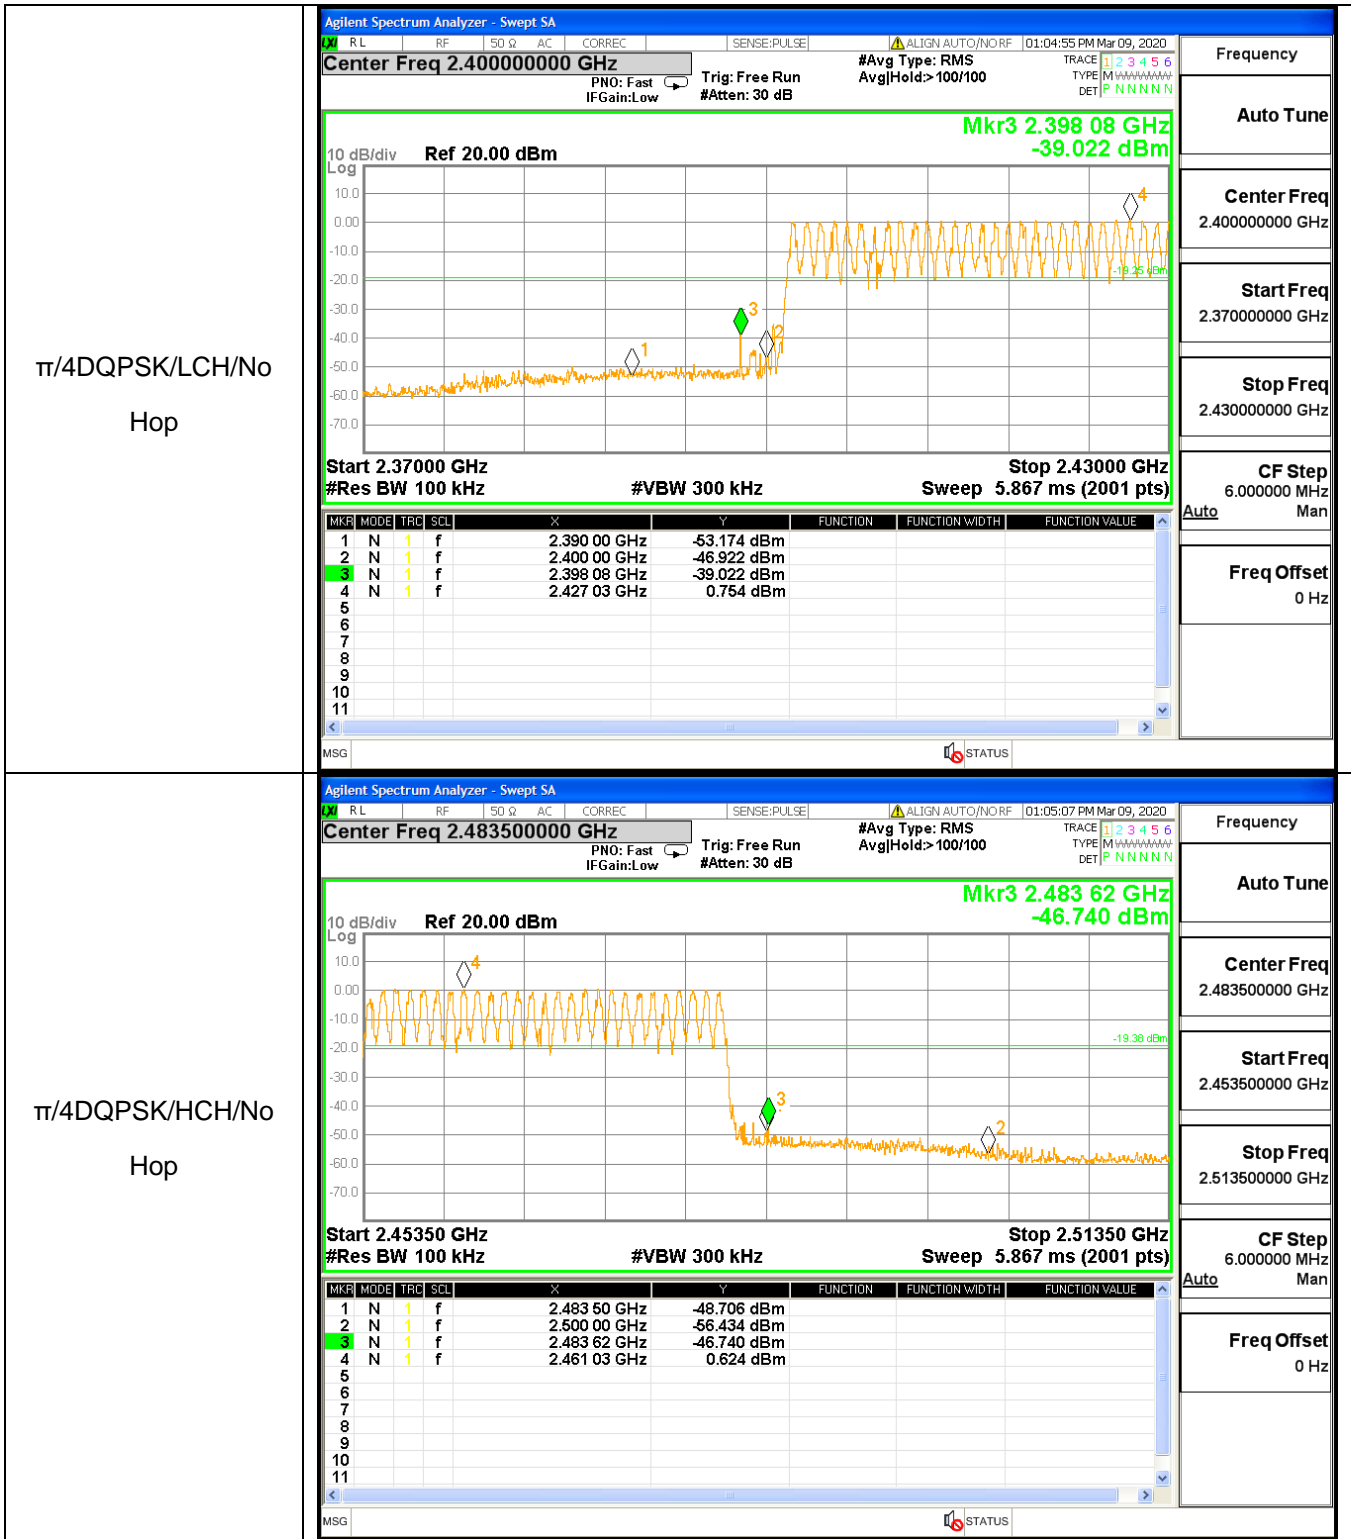 π/4DQPSK/LCH/No
Hop
Agilent Spectrum Analyzer - Swept SA
LXI RL RF 50 Ω AC CORREC SENSE:PULSE ALIGN AUTO/NO RF 01:04:55 PM Mar 09, 2020
Center Freq 2.400000000 GHz
PNO: Fast
IFGain:Low
Trig: Free Run
#Atten: 30 dB
#Avg Type: RMS
Avg|Hold:>100/100
TRACE 1 2 3 4 5 6
TYPE M WWWWW
DET P N N N N N
Mkr3 2.398 08 GHz
-39.022 dBm
10 dB/div Ref 20.00 dBm
Log
10.0
0.00
-10.0
-20.0
-30.0
-40.0
-50.0
-60.0
-70.0
-19.25 dBm
1
2
3
4
Start 2.37000 GHz Stop 2.43000 GHz
#Res BW 100 kHz #VBW 300 kHz Sweep 5.867 ms (2001 pts)
MKR MODE TRC SCL X Y FUNCTION FUNCTION WIDTH FUNCTION VALUE
1 N 1 f 2.390 00 GHz -53.174 dBm
2 N 1 f 2.400 00 GHz -46.922 dBm
3 N 1 f 2.398 08 GHz -39.022 dBm
4 N 1 f 2.427 03 GHz 0.754 dBm
5
6
7
8
9
10
11
MSG STATUS
Frequency
Auto Tune
Center Freq
2.400000000 GHz
Start Freq
2.370000000 GHz
Stop Freq
2.430000000 GHz
CF Step
6.000000 MHz
Auto Man
Freq Offset
0 Hz
π/4DQPSK/HCH/No
Hop
Agilent Spectrum Analyzer - Swept SA
LXI RL RF 50 Ω AC CORREC SENSE:PULSE ALIGN AUTO/NO RF 01:05:07 PM Mar 09, 2020
Center Freq 2.483500000 GHz
PNO: Fast
IFGain:Low
Trig: Free Run
#Atten: 30 dB
#Avg Type: RMS
Avg|Hold:>100/100
TRACE 1 2 3 4 5 6
TYPE M WWWWW
DET P N N N N N
Mkr3 2.483 62 GHz
-46.740 dBm
10 dB/div Ref 20.00 dBm
Log
10.0
0.00
-10.0
-20.0
-30.0
-40.0
-50.0
-60.0
-70.0
-19.38 dBm
4
3
2
Start 2.45350 GHz Stop 2.51350 GHz
#Res BW 100 kHz #VBW 300 kHz Sweep 5.867 ms (2001 pts)
MKR MODE TRC SCL X Y FUNCTION FUNCTION WIDTH FUNCTION VALUE
1 N 1 f 2.483 50 GHz -48.706 dBm
2 N 1 f 2.500 00 GHz -56.434 dBm
3 N 1 f 2.483 62 GHz -46.740 dBm
4 N 1 f 2.461 03 GHz 0.624 dBm
5
6
7
8
9
10
11
MSG STATUS
Frequency
Auto Tune
Center Freq
2.483500000 GHz
Start Freq
2.453500000 GHz
Stop Freq
2.513500000 GHz
CF Step
6.000000 MHz
Auto Man
Freq Offset
0 Hz